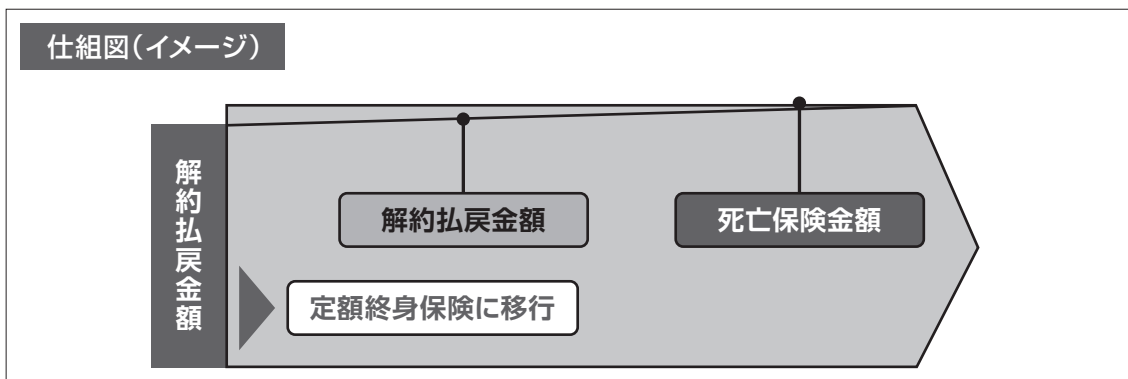 仕組図（イメージ）
解約払戻金額
解約払戻金額
死亡保険金額
定額終身保険に移行